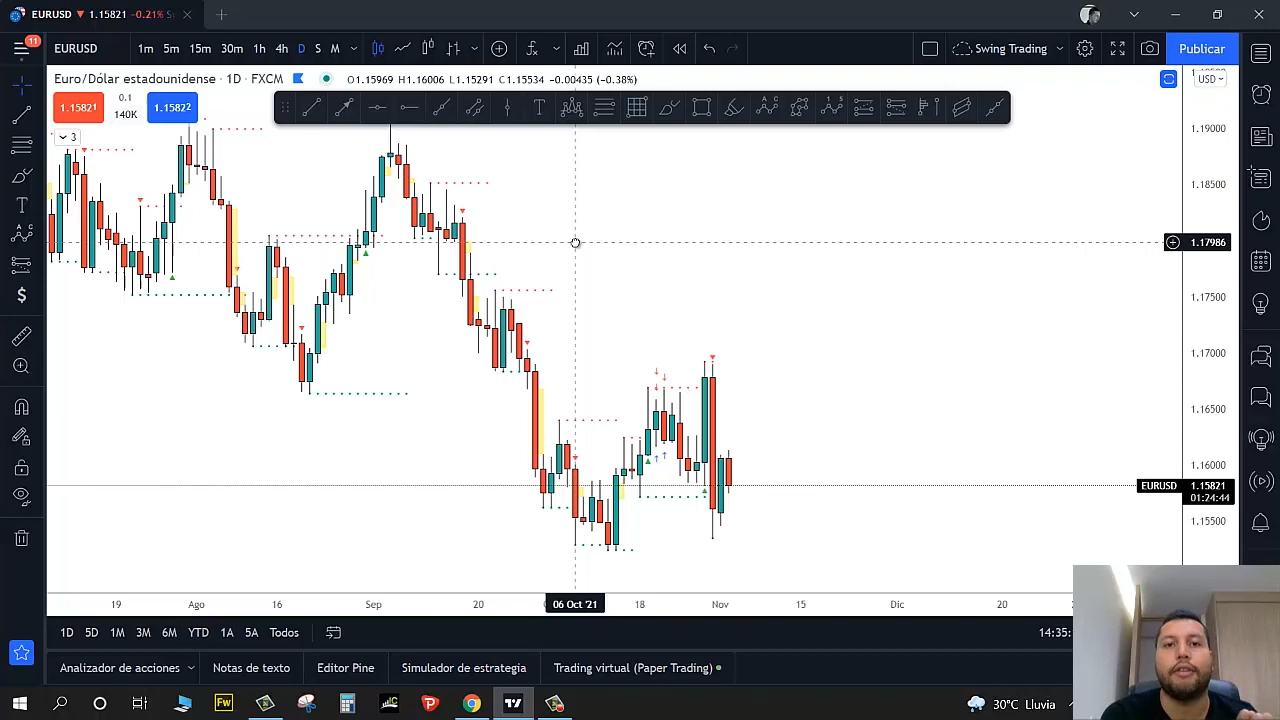 EURUSD ▼ 1.15821 -0.21%
11
EURUSD 1m 5m 15m 30m 1h 4h D S M Swing Trading Publicar
Euro/Dólar estadounidense · 1D · FXCM O1.15969 H1.16006 L1.15291 C1.15534 -0.00435 (-0.38%) USD
1.15821 0.1 140K 1.15822
3
1.19000
1.18500
1.17986
1.17500
1.17000
1.16500
1.16000
EURUSD 1.15821
01:24:44
1.15500
19 Ago 16 Sep 20 06 Oct '21 18 Nov 15 Dic 20
1D 5D 1M 3M 6M YTD 1A 5A Todos 14:35:
Analizador de acciones Notas de texto Editor Pine Simulador de estrategia Trading virtual (Paper Trading)
Fw
30°C Lluvia